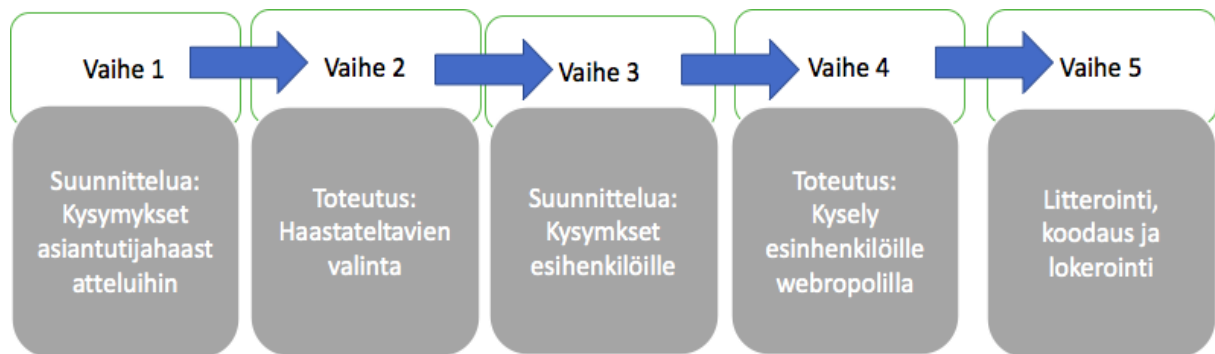 Vaihe 1
Suunnittelua:
Kysymykset
asiantutijahaast
atteluihin
Vaihe 2
Toteutus:
Haastateltavien
valinta
Vaihe 3
Suunnittelua:
Kysymkset
esihenkilöille
Vaihe 4
Toteutus:
Kysely
esinhenkilöille
webropolilla
Vaihe 5
Litterointi,
koodaus ja
lokerointi